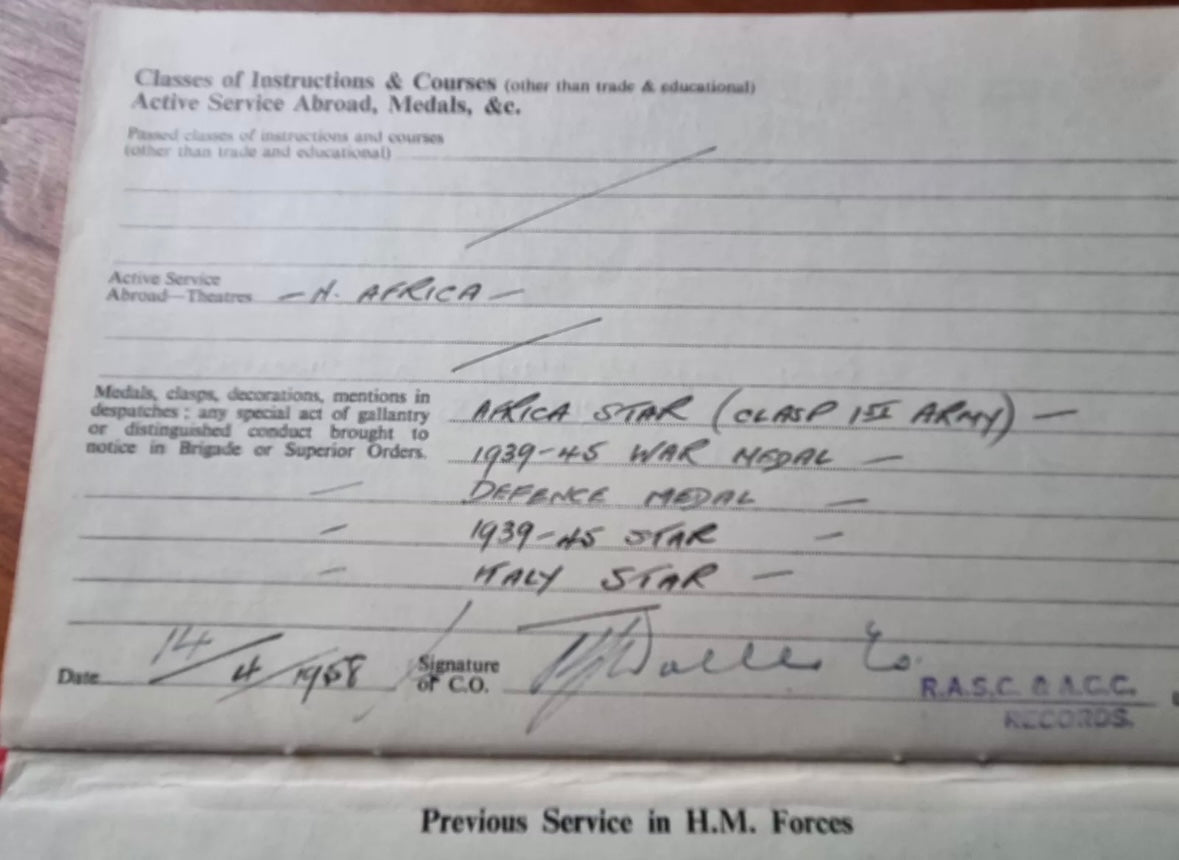 Classes of Instructions & Courses (other than trade & educational)
Active Service Abroad, Medals, &c.
Passed classes of instructions and courses
(other than trade and educational)
Active Service
Abroad—Theatres — N. AFRICA —
Medals, clasps, decorations, mentions in
despatches; any special act of gallantry
or distinguished conduct brought to
notice in Brigade or Superior Orders.
AFRICA STAR (CLASP 1ST ARMY) —
1939-45 WAR MEDAL —
DEFENCE MEDAL —
1939-45 STAR —
ITALY STAR —
Date 14/4/1958
Signature
of C.O.
R.A.S.C. & A.C.C.
RECORDS.
Previous Service in H.M. Forces